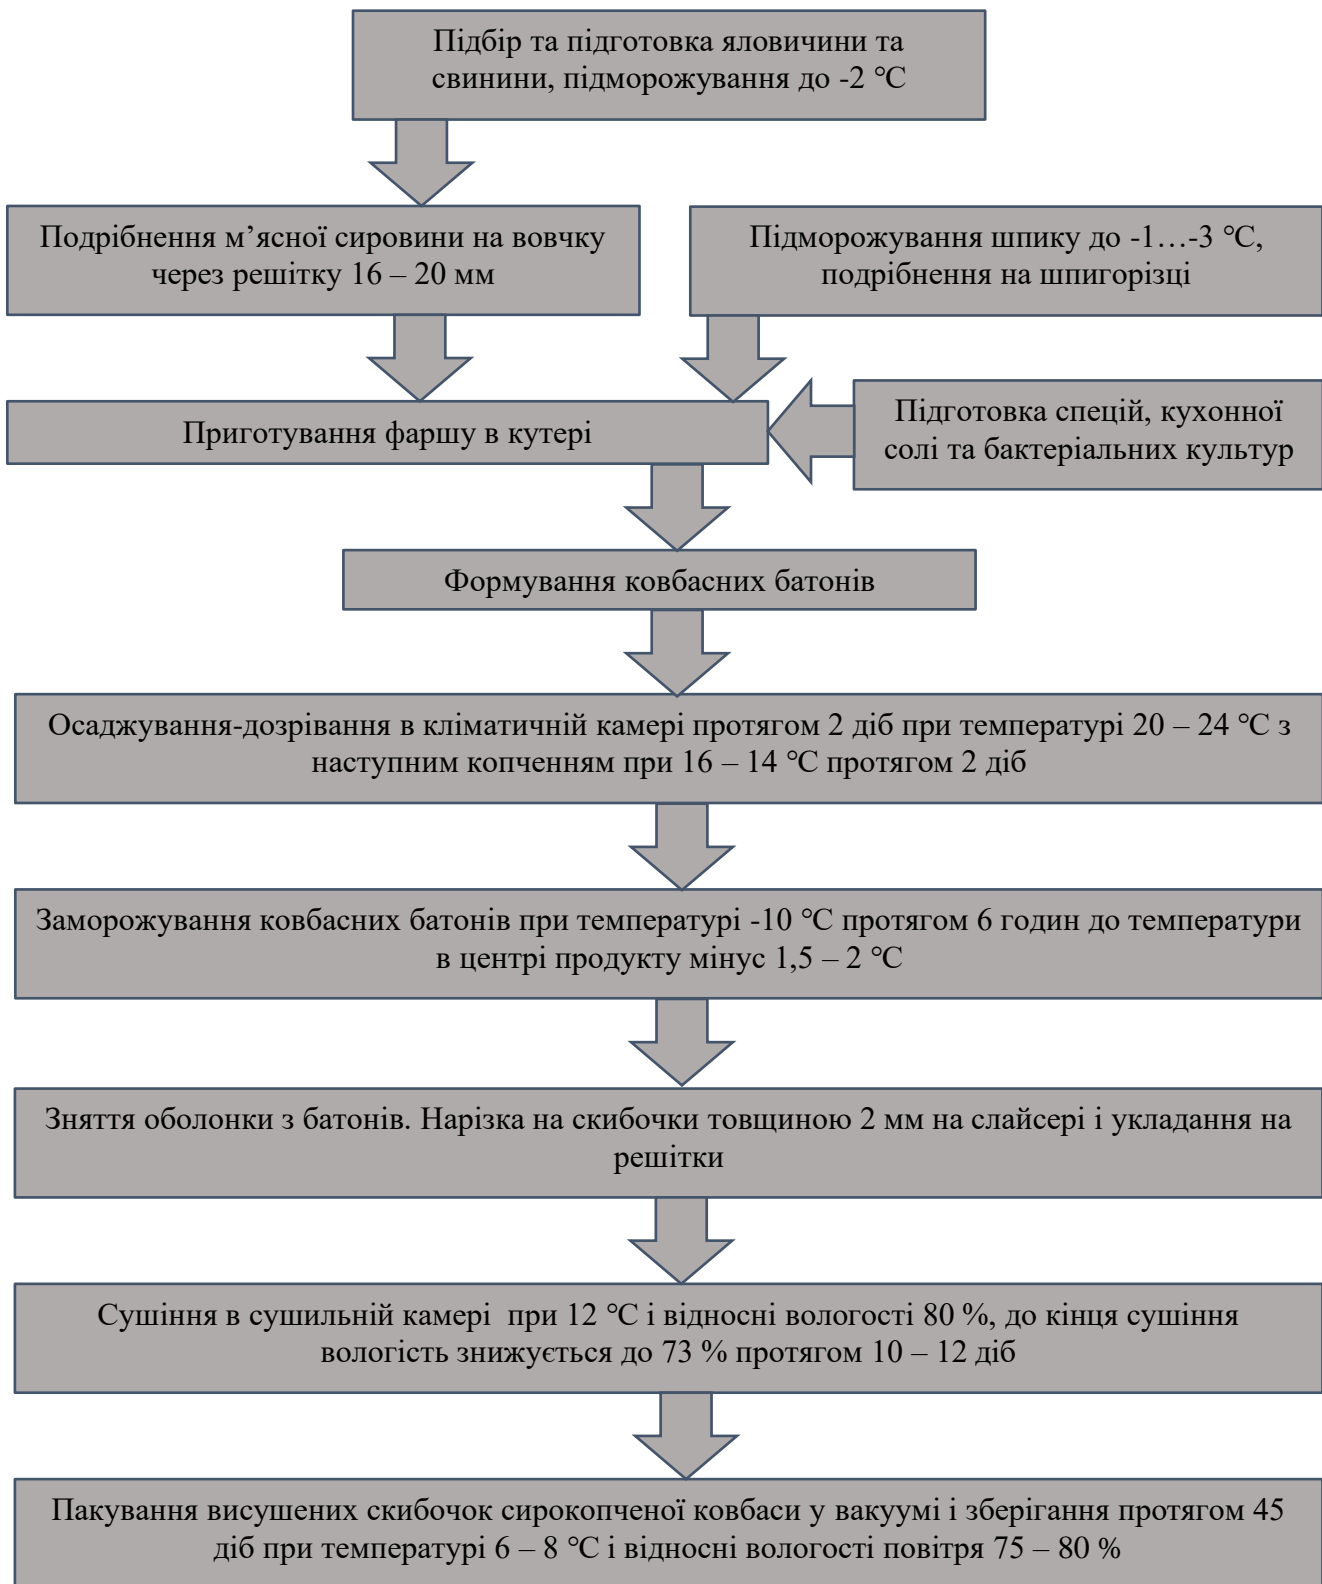 Підбір та підготовка яловичини та
свинини, підморожування до -2 °С
Подрібнення м’ясної сировини на вовчку
через решітку 16 – 20 мм
Підморожування шпику до -1…-3 °С,
подрібнення на шпигорізці
Приготування фаршу в кутері
Підготовка спецій, кухонної
солі та бактеріальних культур
Формування ковбасних батонів
Осаджування-дозрівання в кліматичній камері протягом 2 діб при температурі 20 – 24 °С з
наступним копченням при 16 – 14 °С протягом 2 діб
Заморожування ковбасних батонів при температурі -10 °С протягом 6 годин до температури
в центрі продукту мінус 1,5 – 2 °С
Зняття оболонки з батонів. Нарізка на скибочки товщиною 2 мм на слайсері і укладання на
решітки
Сушіння в сушильній камері при 12 °С і відносні вологості 80 %, до кінця сушіння
вологість знижується до 73 % протягом 10 – 12 діб
Пакування висушених скибочок сирокопченої ковбаси у вакуумі і зберігання протягом 45
діб при температурі 6 – 8 °С і відносні вологості повітря 75 – 80 %